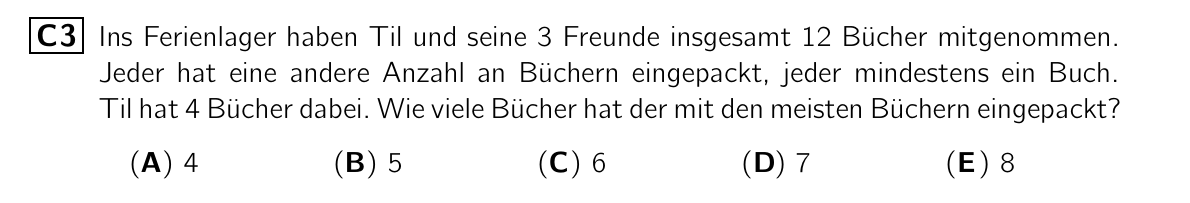 C3 Ins Ferienlager haben Til und seine 3 Freunde insgesamt 12 Bücher mitgenommen.
Jeder hat eine andere Anzahl an Büchern eingepackt, jeder mindestens ein Buch.
Til hat 4 Bücher dabei. Wie viele Bücher hat der mit den meisten Büchern eingepackt?
(A) 4 (B) 5 (C) 6 (D) 7 (E) 8